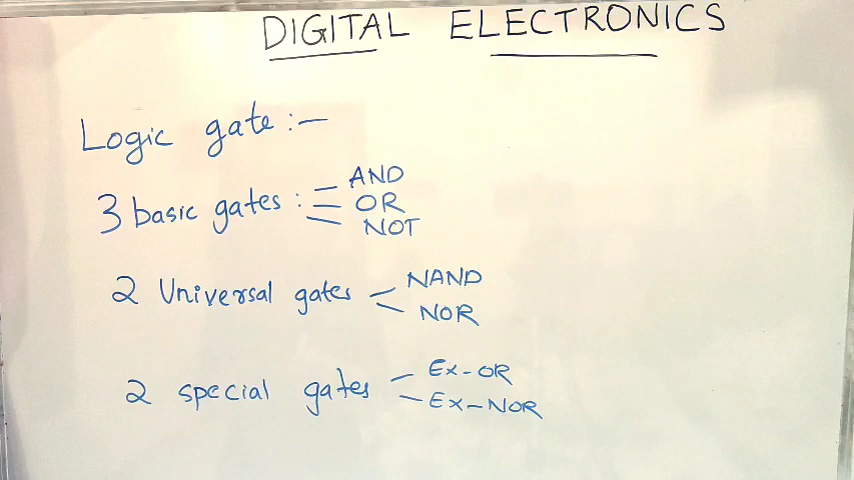 DIGITAL ELECTRONICS
Logic gate :-
3 basic gates : - AND
- OR
- NOT
2 Universal gates - NAND
- NOR
2 special gates - Ex-OR
- Ex-NOR